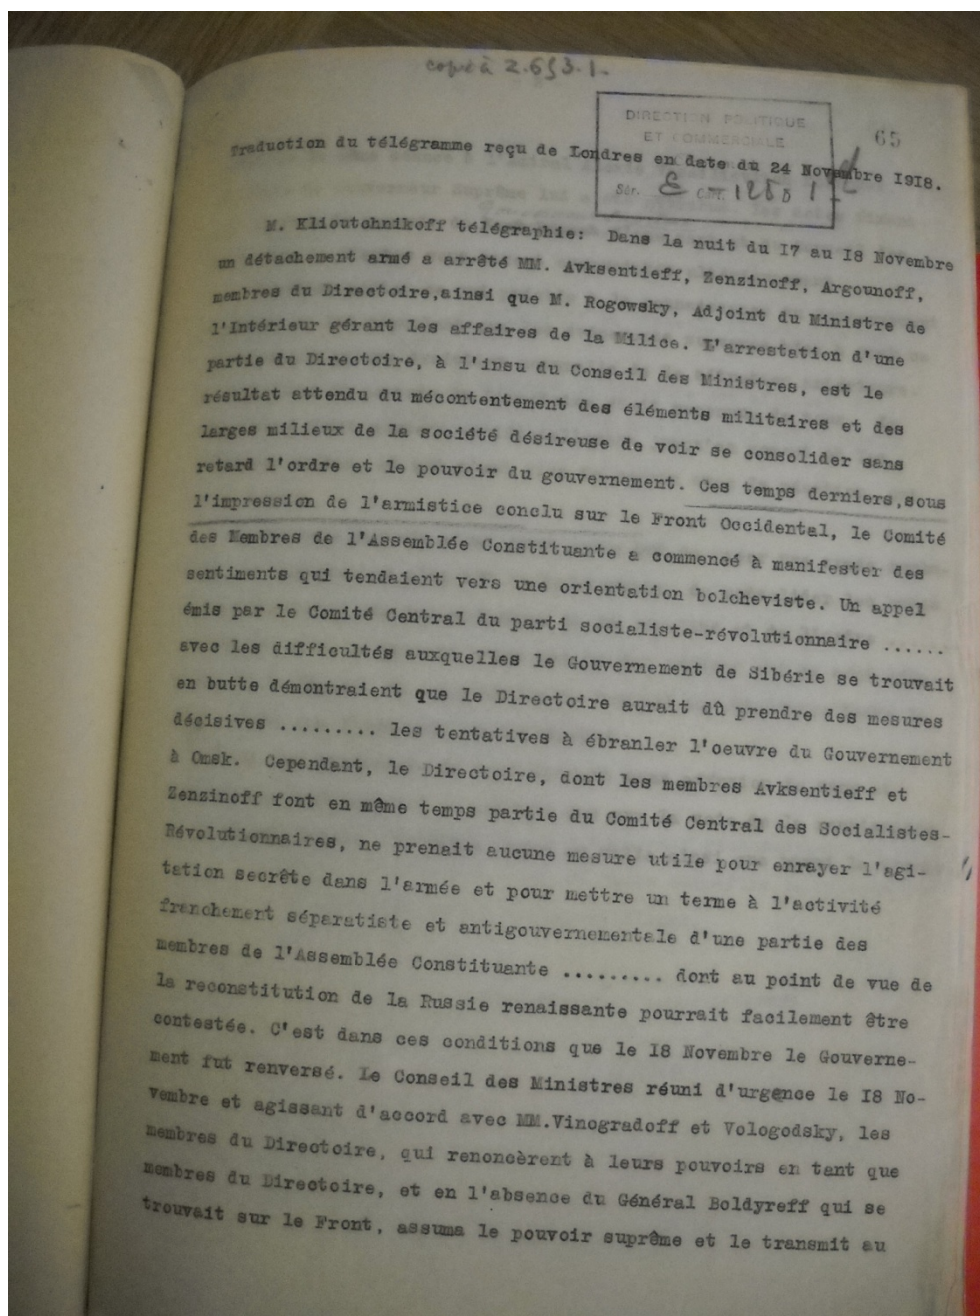 copié à Z.653.1-
DIRECTION POLITIQUE
ET COMMERCIALE
65
Traduction du télégramme reçu de Londres en date du 24 Novembre I9I8.
Sér. E
M. Klioutchnikoff télégraphie: Dans la nuit du I7 au I8 Novembre
un détachement armé a arrêté MM. Avksentieff, Zenzinoff, Argounoff,
membres du Directoire,ainsi que M. Rogowsky, Adjoint du Ministre de
l'Intérieur gérant les affaires de la Milice. L'arrestation d'une
partie du Directoire, à l'insu du Conseil des Ministres, est le
résultat attendu du mécontentement des éléments militaires et des
larges milieux de la société désireuse de voir se consolider sans
retard l'ordre et le pouvoir du gouvernement. Ces temps derniers,sous
l'impression de l'armistice conclu sur le Front Occidental, le Comité
des Membres de l'Assemblée Constituante a commencé à manifester des
sentiments qui tendaient vers une orientation bolcheviste. Un appel
émis par le Comité Central du parti socialiste-révolutionnaire ......
avec les difficultés auxquelles le Gouvernement de Sibérie se trouvait
en butte démontraient que le Directoire aurait dû prendre des mesures
décisives ......... les tentatives à ébranler l'oeuvre du Gouvernement
à Omsk. Cependant, le Directoire, dont les membres Avksentieff et
Zenzinoff font en même temps partie du Comité Central des Socialistes-
Révolutionnaires, ne prenait aucune mesure utile pour enrayer l'agi-
tation secrête dans l'armée et pour mettre un terme à l'activité
franchement séparatiste et antigouvernementale d'une partie des
membres de l'Assemblée Constituante ......... dont au point de vue de
la reconstitution de la Russie renaissante pourrait facilement être
contestée. C'est dans ces conditions que le I8 Novembre le Gouverne-
ment fut renversé. Le Conseil des Ministres réuni d'urgence le I8 No-
vembre et agissant d'accord avec MM.Vinogradoff et Vologodsky, les
membres du Directoire, qui renoncèrent à leurs pouvoirs en tant que
membres du Directoire, et en l'absence du Général Boldyreff qui se
trouvait sur le Front, assuma le pouvoir suprême et le transmit au